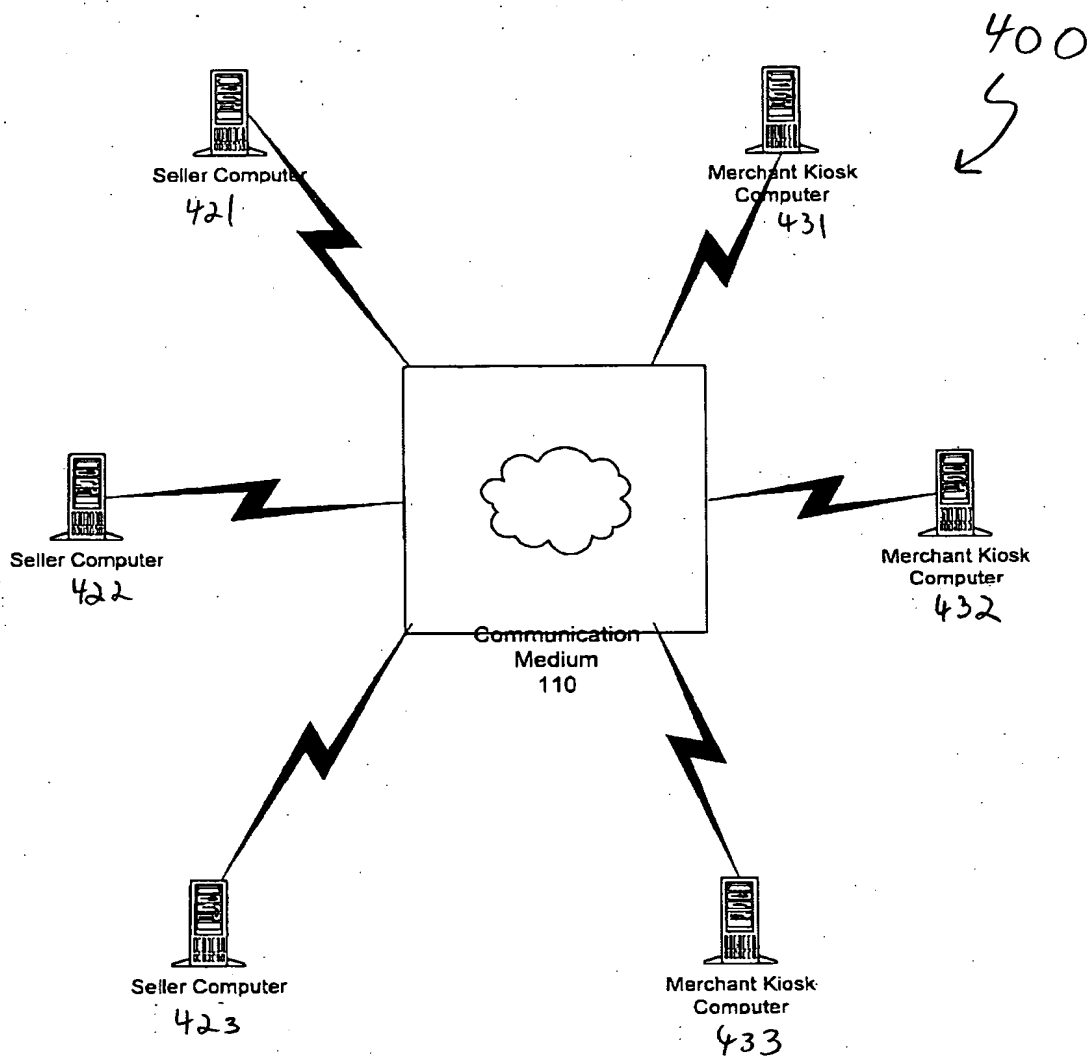 400
Seller Computer
421
Merchant Kiosk
Computer
431
Seller Computer
422
Merchant Kiosk
Computer
432
Communication
Medium
110
Seller Computer
423
Merchant Kiosk
Computer
433